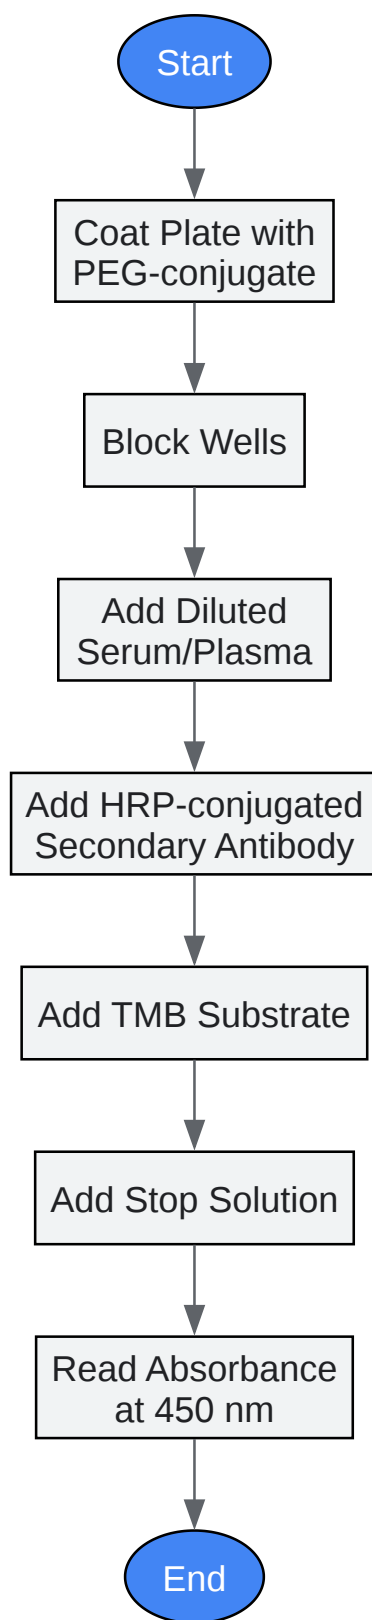 Start
Coat Plate with
PEG-conjugate
Block Wells
Add Diluted
Serum/Plasma
Add HRP-conjugated
Secondary Antibody
Add TMB Substrate
Add Stop Solution
Read Absorbance
at 450 nm
End